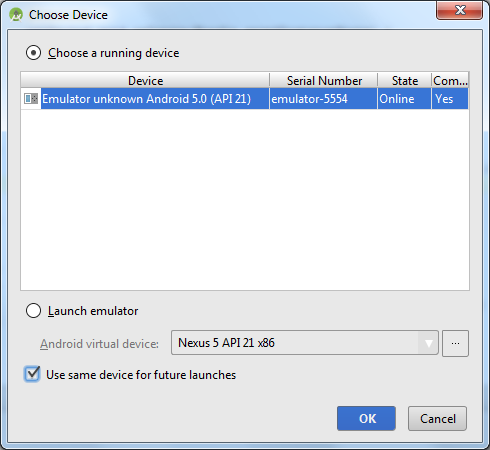 Choose Device
Choose a running device
Device Serial Number State Com...
Emulator unknown Android 5.0 (API 21) emulator-5554 Online Yes
Launch emulator
Android virtual device: Nexus 5 API 21 x86 ...
Use same device for future launches
OK Cancel